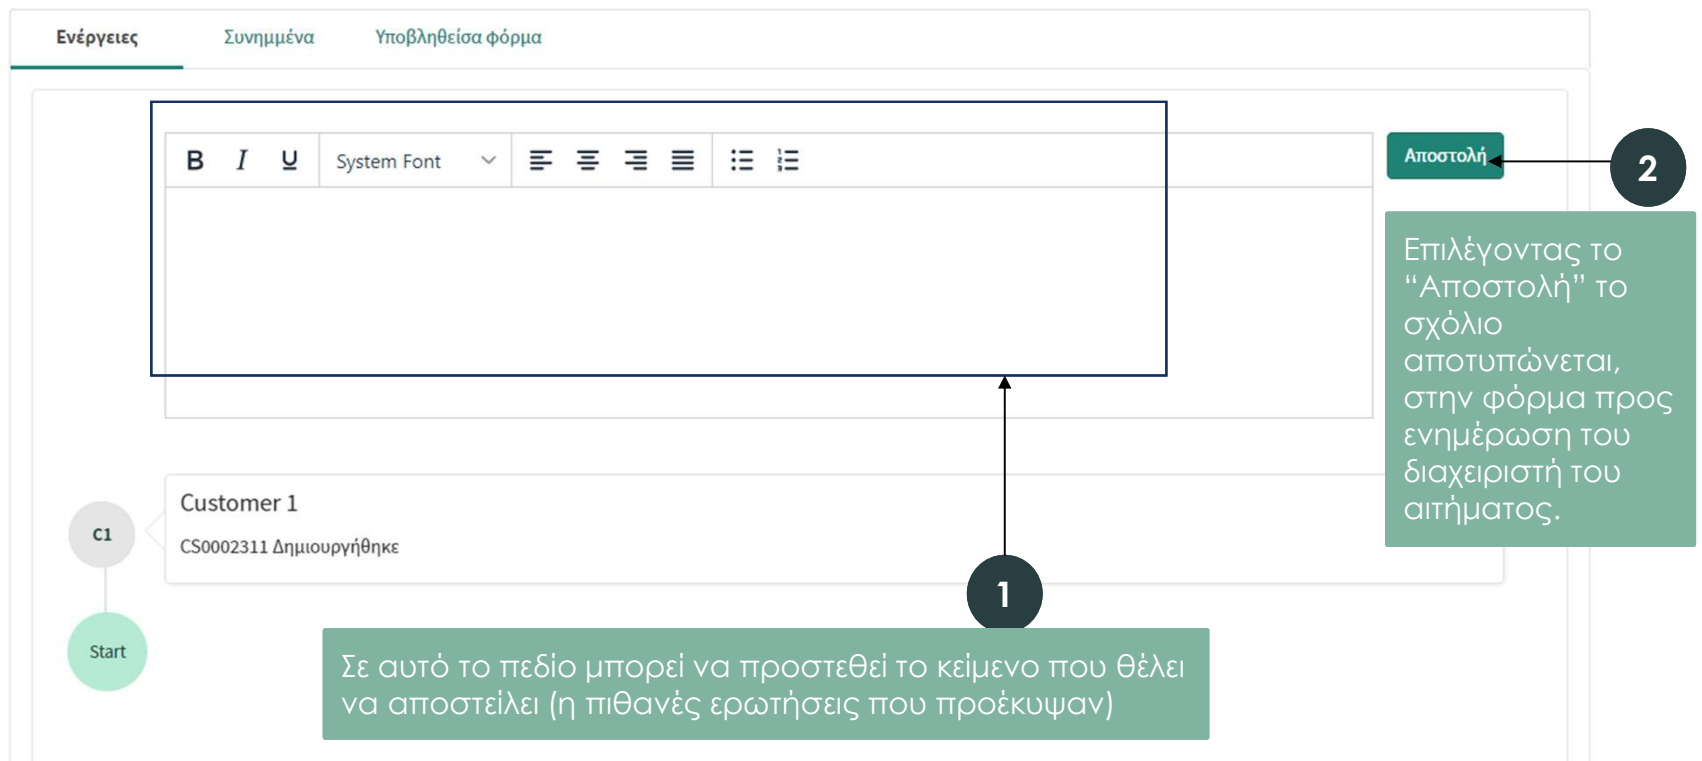 Ενέργειες Συνημμένα Υποβληθείσα φόρμα
B I U System Font
Αποστολή
2
Επιλέγοντας το
“Αποστολή” το
σχόλιο
αποτυπώνεται,
στην φόρμα προς
ενημέρωση του
διαχειριστή του
αιτήματος.
Customer 1
C1
CS0002311 Δημιουργήθηκε
1
Start
Σε αυτό το πεδίο μπορεί να προστεθεί το κείμενο που θέλει
να αποστείλει (η πιθανές ερωτήσεις που προέκυψαν)